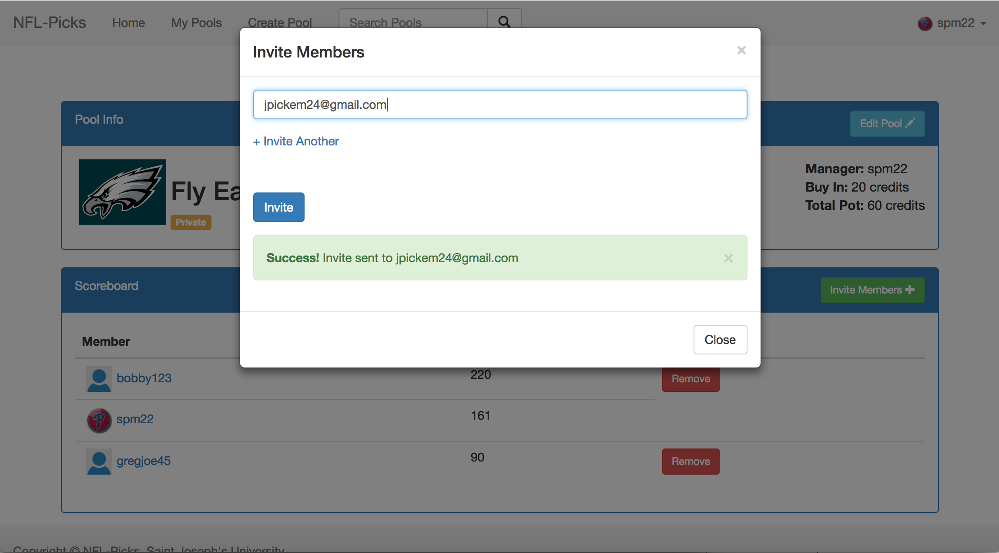 NFL-Picks Home My Pools Create Pool Search Pools spm22
Invite Members ×
jpickem24@gmail.com
+ Invite Another
Invite
Success! Invite sent to jpickem24@gmail.com ×
Close
Pool Info Edit Pool
Fly
Private
Manager: spm22
Buy In: 20 credits
Total Pot: 60 credits
Scoreboard Invite Members
Member
bobby123 220 Remove
spm22 161
gregjoe45 90 Remove
Copyright © NFL-Picks, Saint Joseph's University